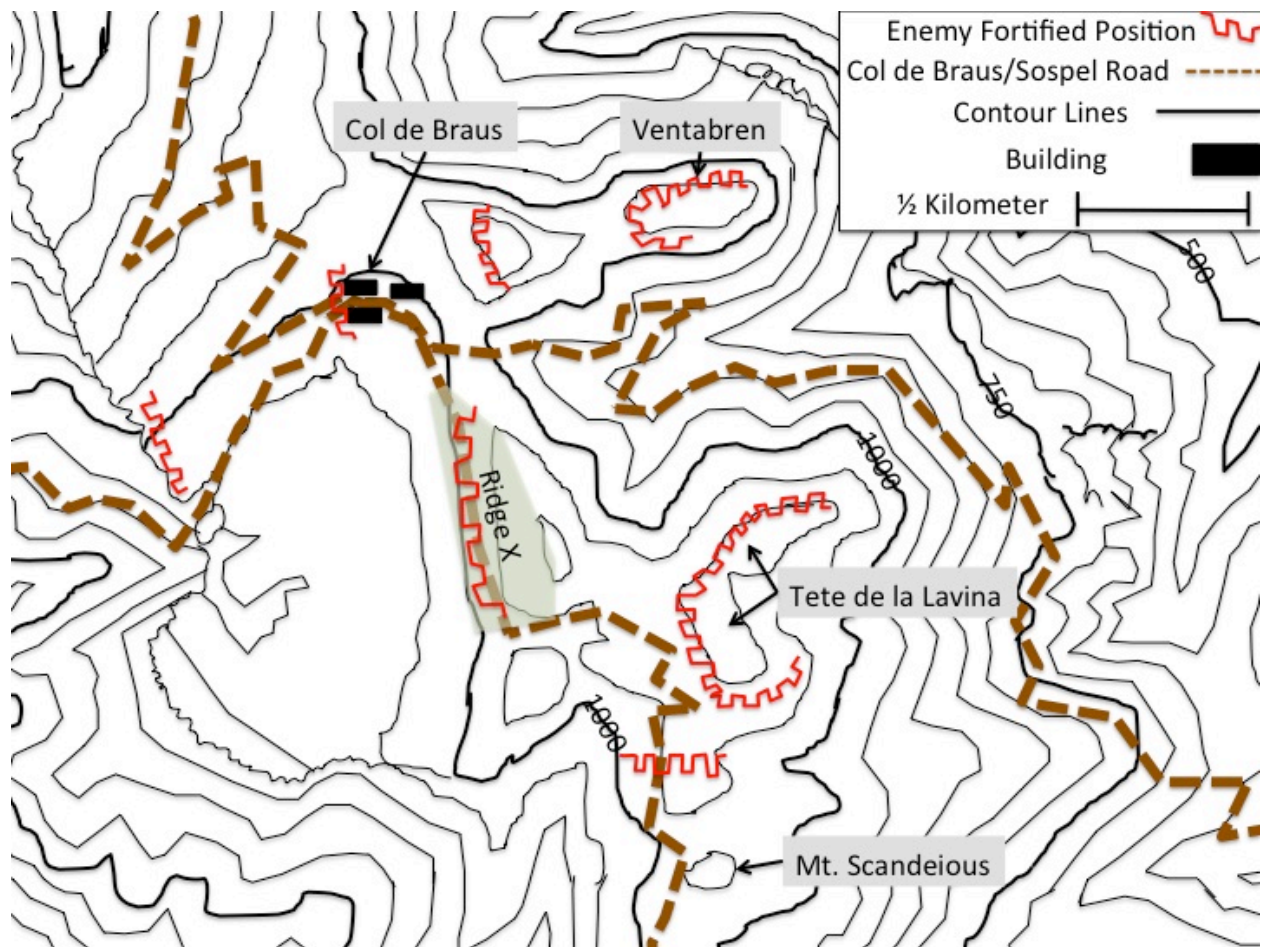 Enemy Fortified Position
Col de Braus/Sospel Road
Contour Lines
Building
½ Kilometer
Col de Braus
Ventabren
500
750
1000
Ridge X
Tete de la Lavina
1000
Mt. Scandeious